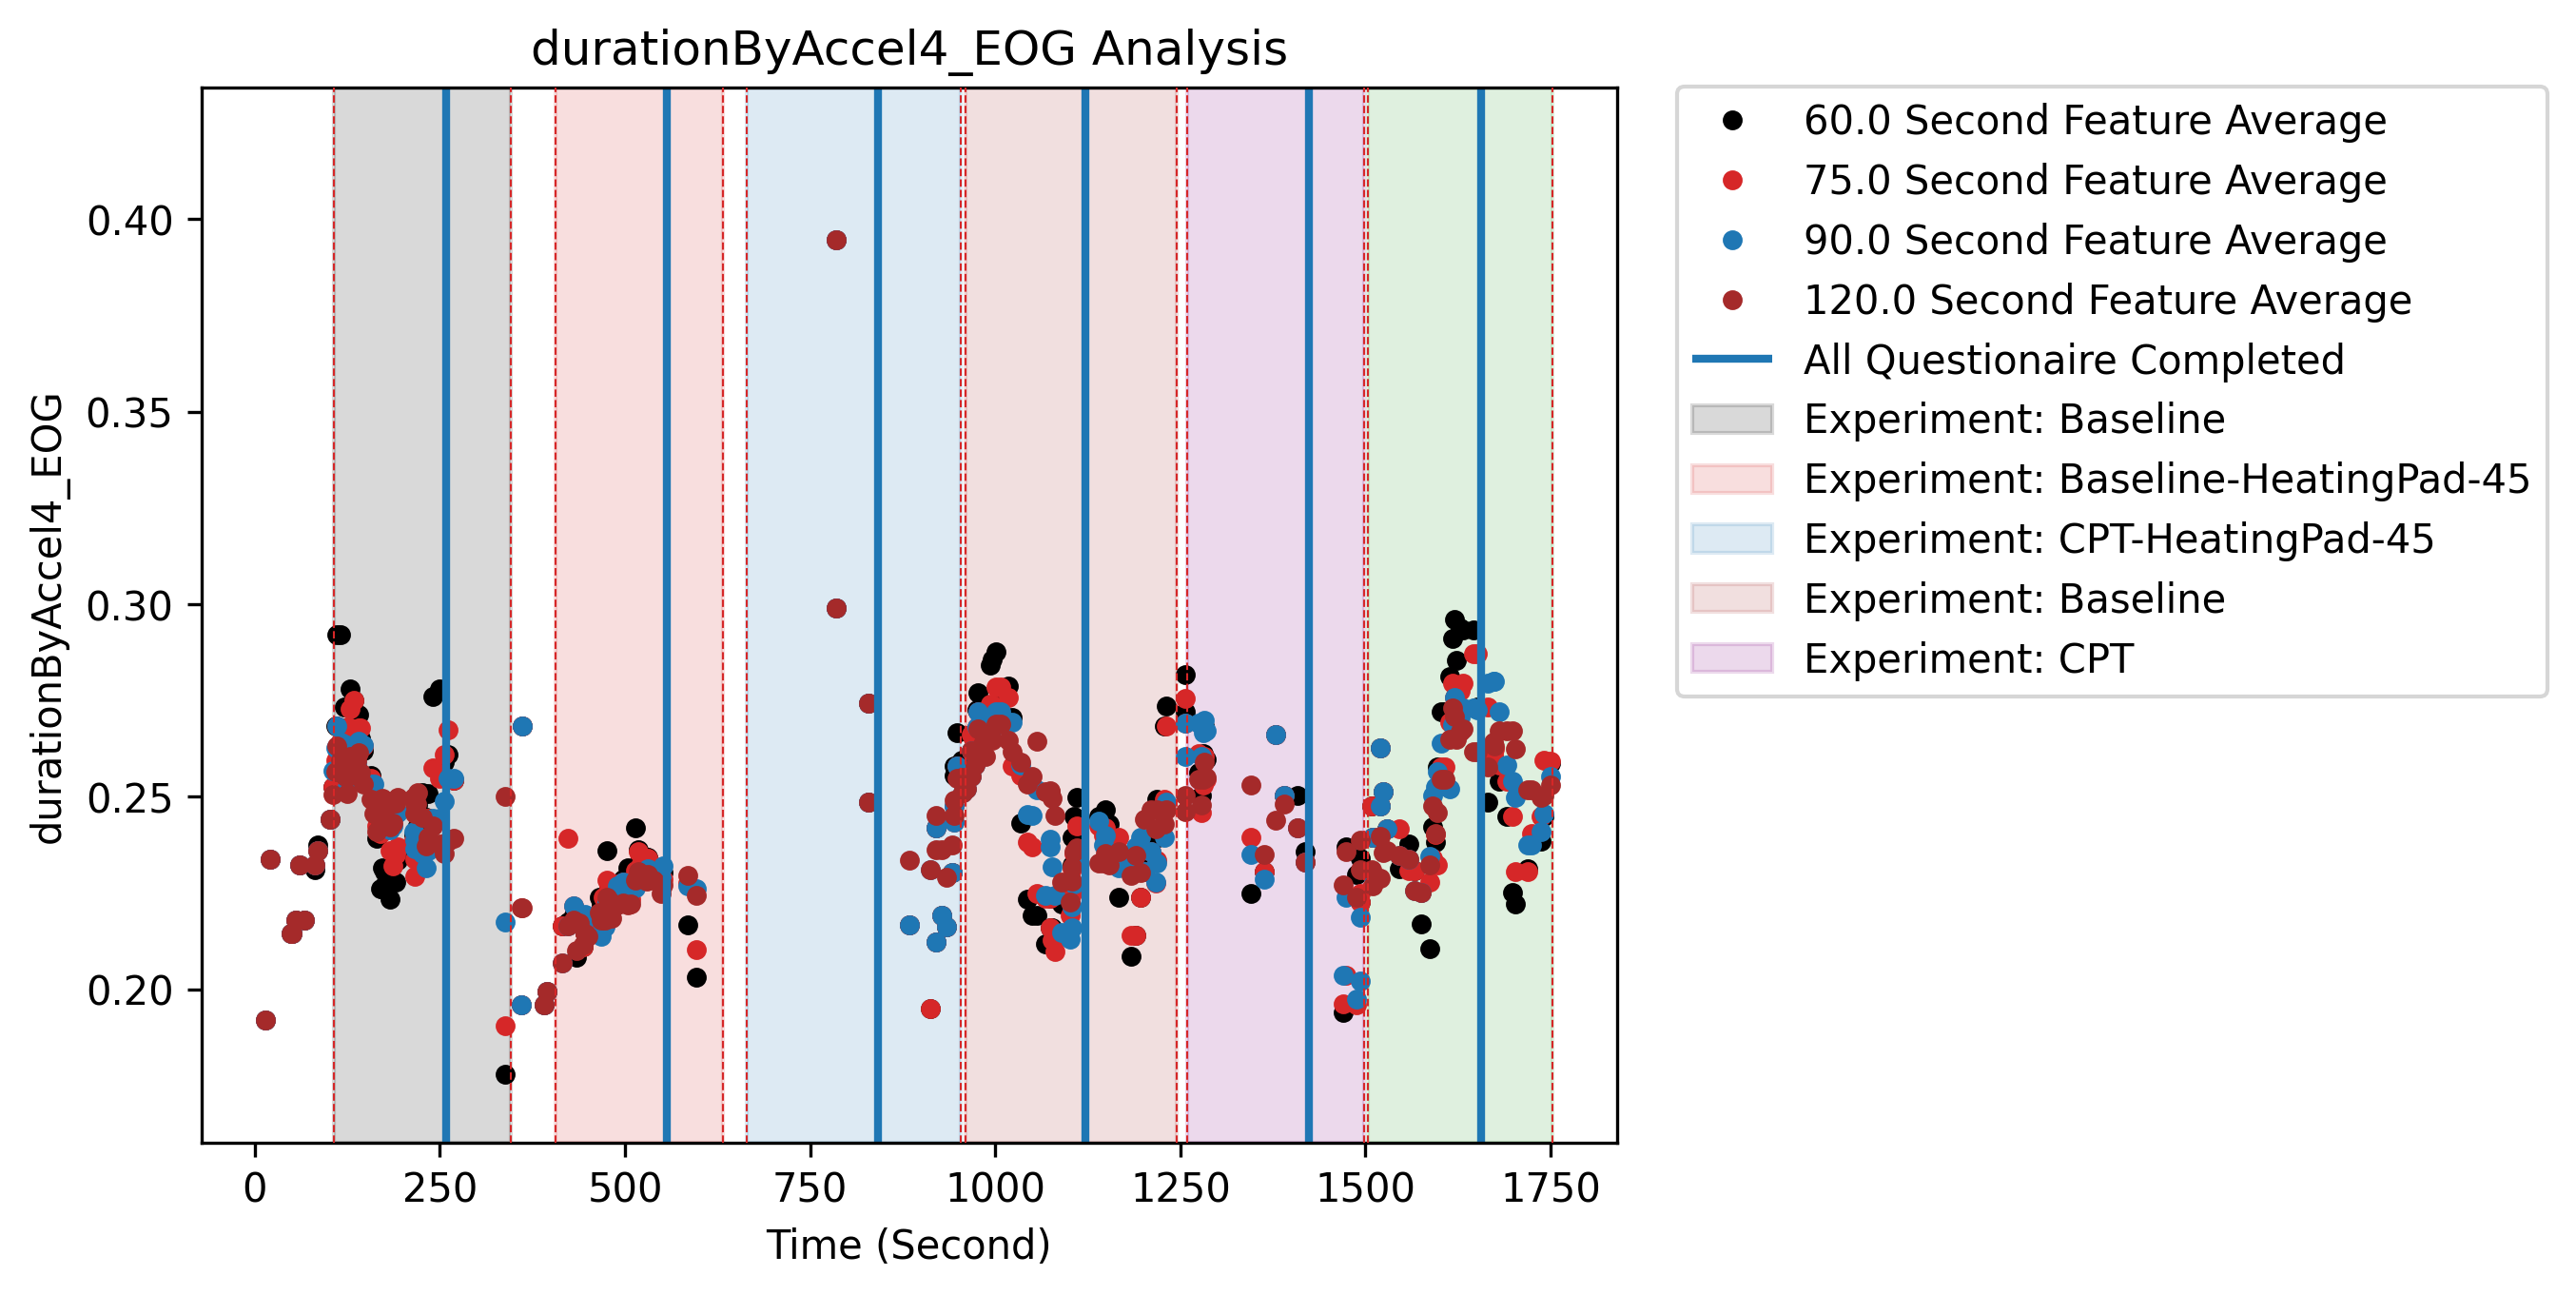 durationByAccel4_EOG Analysis
durationByAccel4_EOG
0.40
0.35
0.30
0.25
0.20
0 250 500 750 1000 1250 1500 1750
Time (Second)
60.0 Second Feature Average
75.0 Second Feature Average
90.0 Second Feature Average
120.0 Second Feature Average
All Questionaire Completed
Experiment: Baseline
Experiment: Baseline-HeatingPad-45
Experiment: CPT-HeatingPad-45
Experiment: Baseline
Experiment: CPT